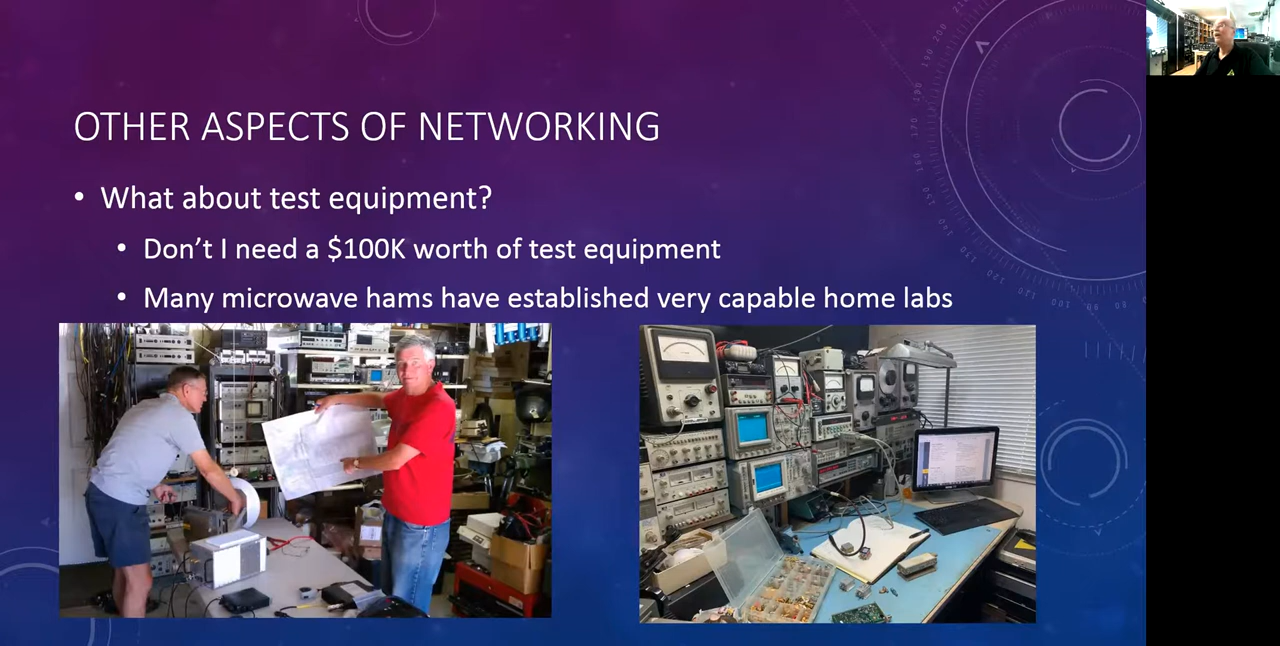 OTHER ASPECTS OF NETWORKING
• What about test equipment?
• Don't I need a $100K worth of test equipment
• Many microwave hams have established very capable home labs